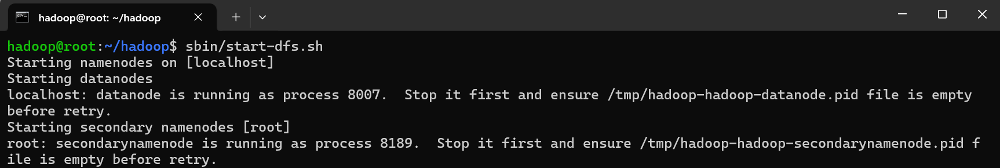 hadoop@root: ~/hadoop
hadoop@root:~/hadoop$ sbin/start-dfs.sh
Starting namenodes on [localhost]
Starting datanodes
localhost: datanode is running as process 8007.  Stop it first and ensure /tmp/hadoop-hadoop-datanode.pid file is empty
before retry.
Starting secondary namenodes [root]
root: secondarynamenode is running as process 8189.  Stop it first and ensure /tmp/hadoop-hadoop-secondarynamenode.pid f
ile is empty before retry.